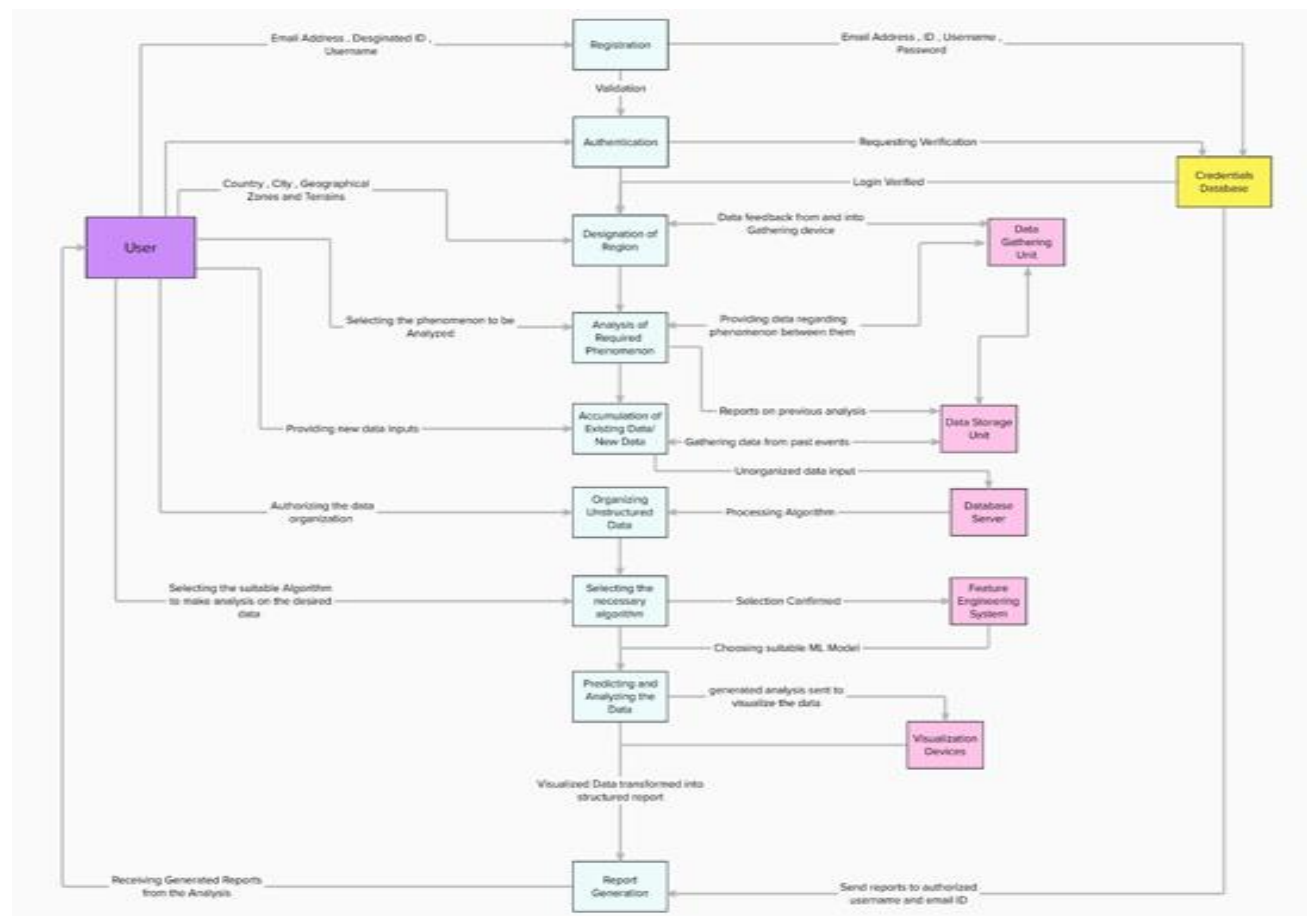 Email Address , Desginated ID ,
Username
Registration
Email Address , ID , Username ,
Password
Validation
Authentication
Requesting Verification
Credentials
Database
Login Verified
Country , City , Geographical
Zones and Terrains
User
Designation of
Region
Data feedback from and into
Gathering device
Data
Gathering
Unit
Selecting the phenomenon to be
Analyzed
Analysis of
Required
Phenomenon
Providing data regarding
phenomenon between them
Reports on previous analysis
Providing new data inputs
Accumulation of
Existing Data/
New Data
Gathering data from past events
Data Storage
Unit
Unorganized data input
Authorizing the data
organization
Organizing
Unstructured
Data
Processing Algorithm
Database
Server
Selecting the suitable Algorithm
to make analysis on the desired
data
Selecting the
necessary
algorithm
Selection Confirmed
Feature
Engineering
System
Choosing suitable ML Model
Predicting and
Analyzing the
Data
generated analysis sent to
visualize the data
Visualization
Devices
Visualized Data transformed into
structured report
Receiving Generated Reports
from the Analysis
Report
Generation
Send reports to authorized
username and email ID